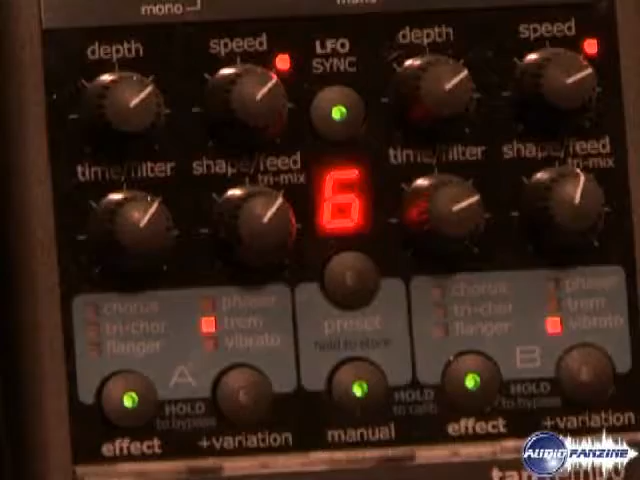 mono
depth speed LFO SYNC depth speed
time/filter shape/feed tri-mix time/filter shape/feed tri-mix
6
chorus phaser
tri-chor trem
flanger vibrato
A
preset
hold to store
chorus phaser
tri-chor trem
flanger vibrato
B
HOLD to bypass
HOLD to calib
HOLD to bypass
effect +variation manual effect +variation
AUDIOFANZINE